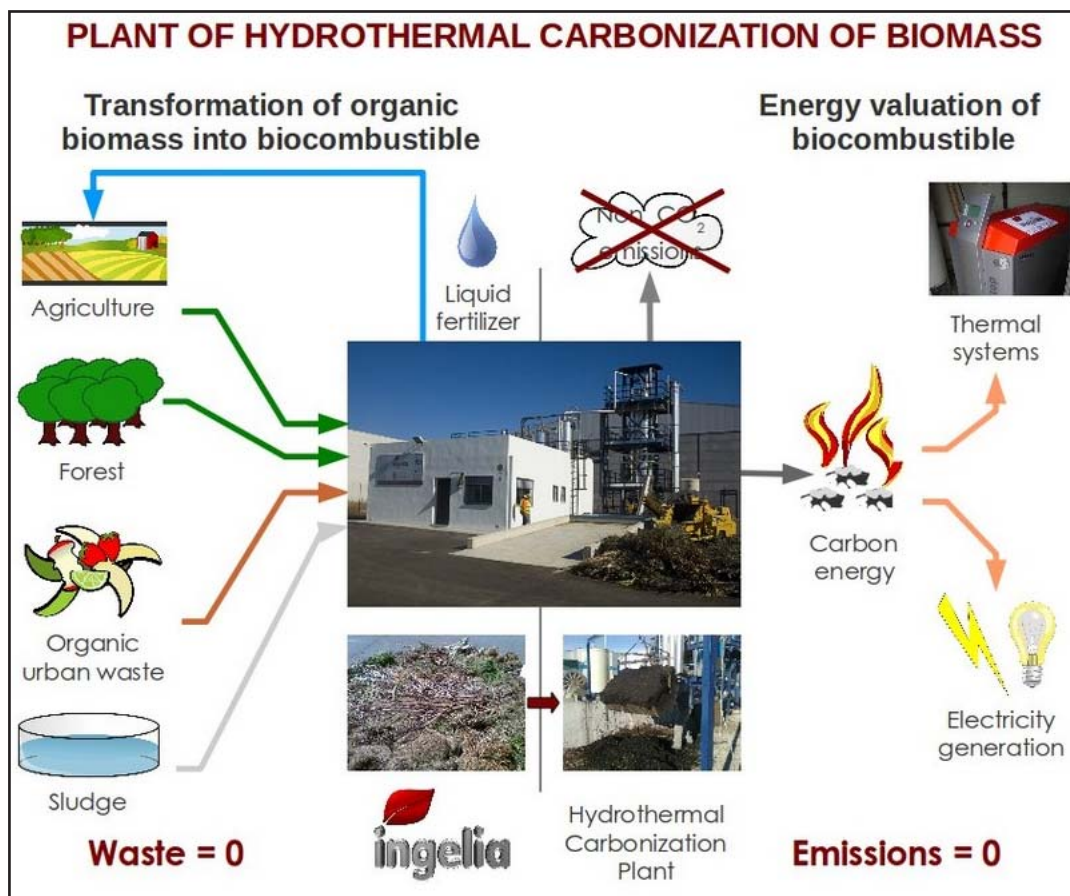 PLANT OF HYDROTHERMAL CARBONIZATION OF BIOMASS
Transformation of organic
biomass into biocombustible
Energy valuation of
biocombustible
Agriculture
Forest
Organic
urban waste
Sludge
Waste = 0
Liquid
fertilizer
Non CO2
emissions
ingelia
Hydrothermal
Carbonization
Plant
Carbon
energy
Thermal
systems
Electricity
generation
Emissions = 0